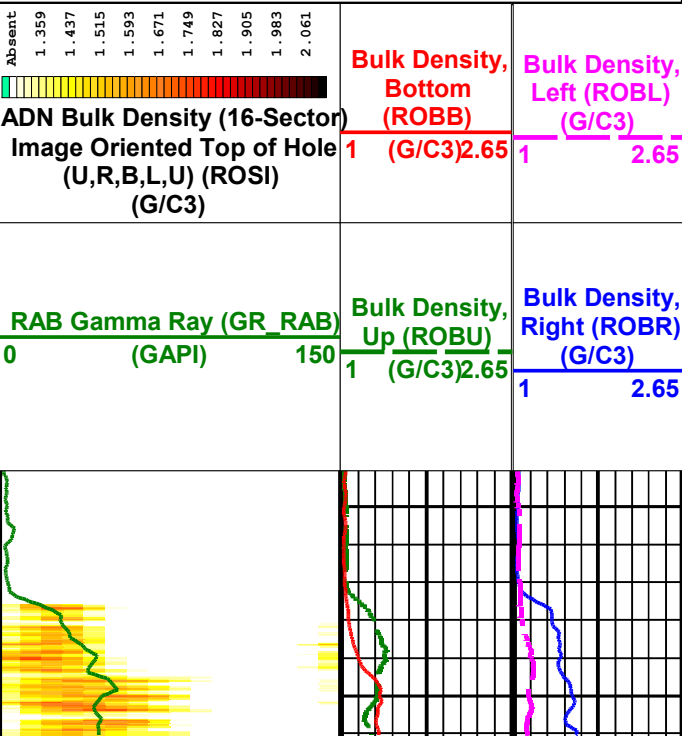 Absent
1.359
1.437
1.515
1.593
1.671
1.749
1.827
1.905
1.983
2.061
ADN Bulk Density (16-Sector)
Image Oriented Top of Hole
(U,R,B,L,U) (ROSI)
(G/C3)
Bulk Density,
Bottom
(ROBB)
1 (G/C3) 2.65
Bulk Density,
Left (ROBL)
(G/C3)
1 2.65
RAB Gamma Ray (GR_RAB)
0 (GAPI) 150
Bulk Density,
Up (ROBU)
1 (G/C3) 2.65
Bulk Density,
Right (ROBR)
(G/C3)
1 2.65